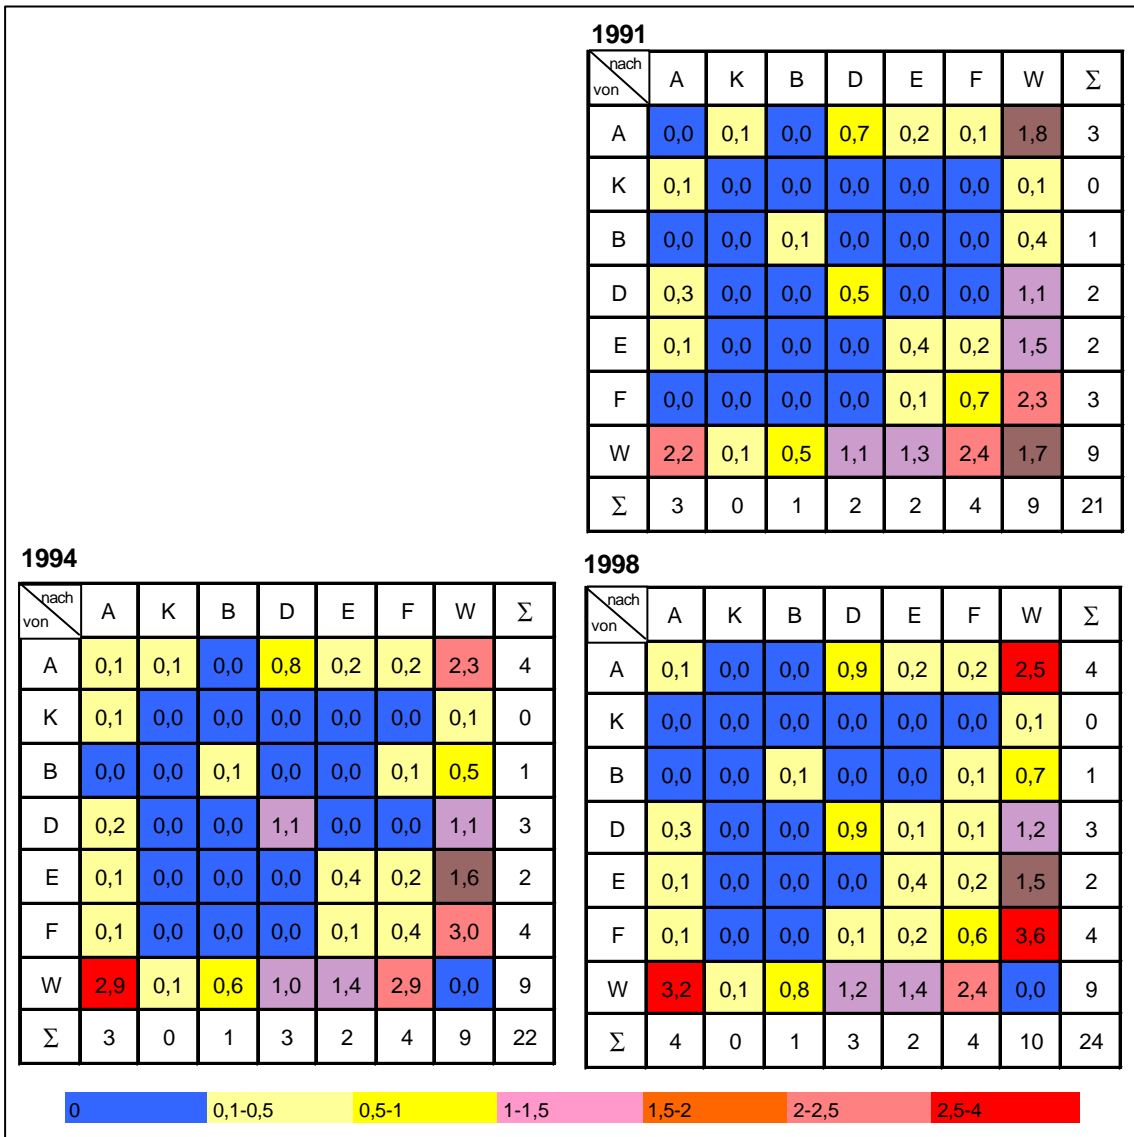 1991
nach
von A K B D E F W Σ
A 0,0 0,1 0,0 0,7 0,2 0,1 1,8 3
K 0,1 0,0 0,0 0,0 0,0 0,0 0,1 0
B 0,0 0,0 0,1 0,0 0,0 0,0 0,4 1
D 0,3 0,0 0,0 0,5 0,0 0,0 1,1 2
E 0,1 0,0 0,0 0,0 0,4 0,2 1,5 2
F 0,0 0,0 0,0 0,0 0,1 0,7 2,3 3
W 2,2 0,1 0,5 1,1 1,3 2,4 1,7 9
Σ 3 0 1 2 2 4 9 21
1994
nach
von A K B D E F W Σ
A 0,1 0,1 0,0 0,8 0,2 0,2 2,3 4
K 0,1 0,0 0,0 0,0 0,0 0,0 0,1 0
B 0,0 0,0 0,1 0,0 0,0 0,1 0,5 1
D 0,2 0,0 0,0 1,1 0,0 0,0 1,1 3
E 0,1 0,0 0,0 0,0 0,4 0,2 1,6 2
F 0,1 0,0 0,0 0,0 0,1 0,4 3,0 4
W 2,9 0,1 0,6 1,0 1,4 2,9 0,0 9
Σ 3 0 1 3 2 4 9 22
1998
nach
von A K B D E F W Σ
A 0,1 0,0 0,0 0,9 0,2 0,2 2,5 4
K 0,0 0,0 0,0 0,0 0,0 0,0 0,1 0
B 0,0 0,0 0,1 0,0 0,0 0,1 0,7 1
D 0,3 0,0 0,0 0,9 0,1 0,1 1,2 3
E 0,1 0,0 0,0 0,0 0,4 0,2 1,5 2
F 0,1 0,0 0,0 0,1 0,2 0,6 3,6 4
W 3,2 0,1 0,8 1,2 1,4 2,4 0,0 9
Σ 4 0 1 3 2 4 10 24
0 0,1-0,5 0,5-1 1-1,5 1,5-2 2-2,5 2,5-4